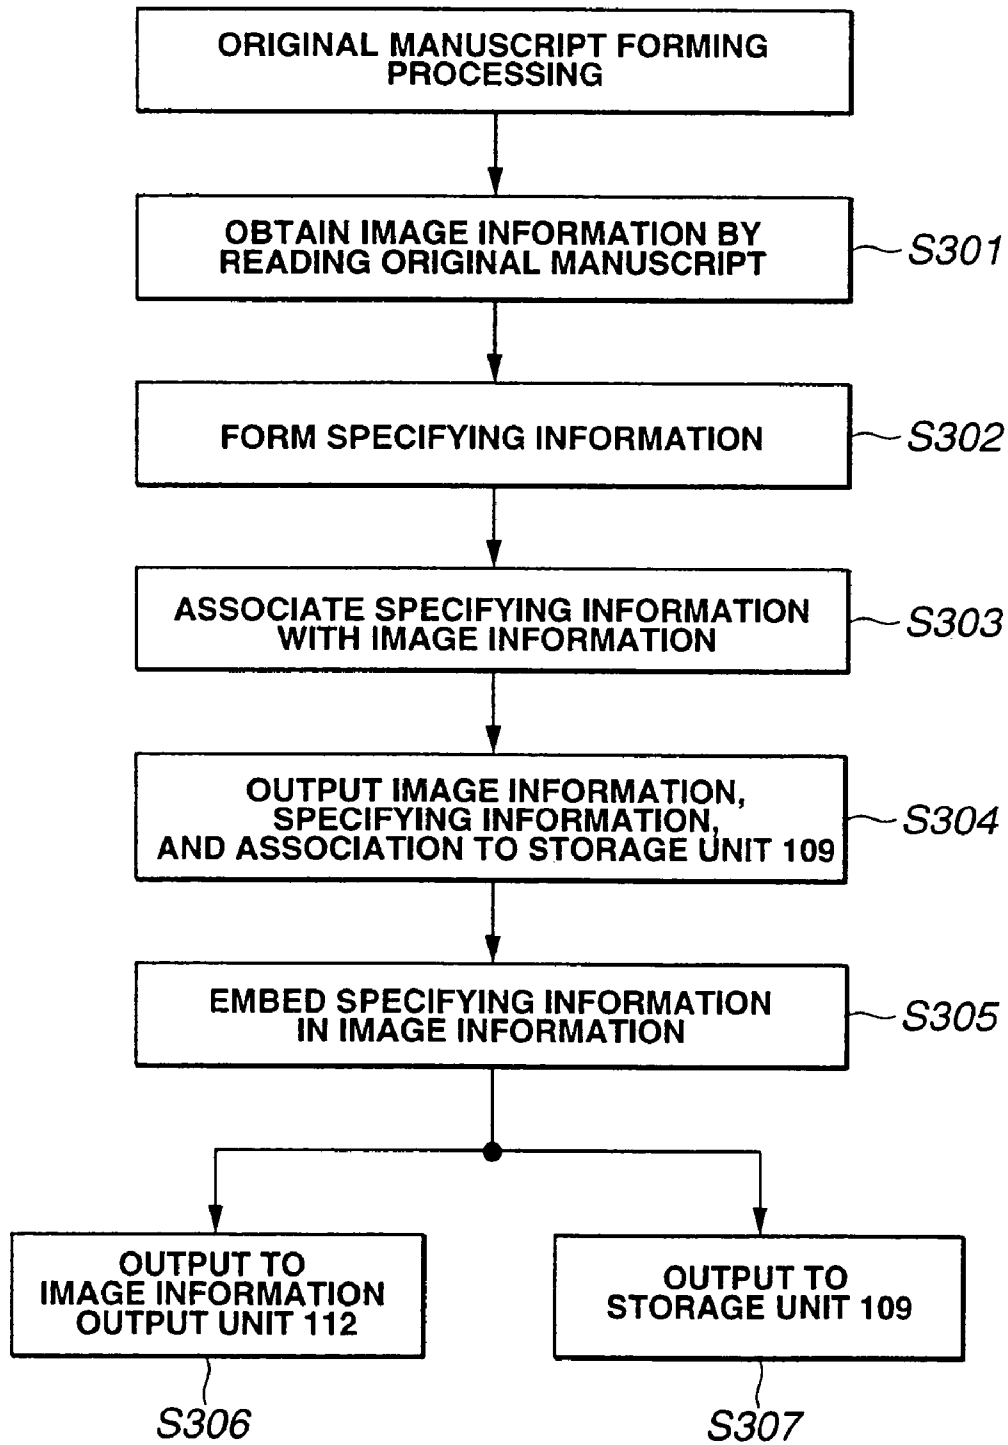 ORIGINAL MANUSCRIPT FORMING
PROCESSING
OBTAIN IMAGE INFORMATION BY
READING ORIGINAL MANUSCRIPT
S301
FORM SPECIFYING INFORMATION
S302
ASSOCIATE SPECIFYING INFORMATION
WITH IMAGE INFORMATION
S303
OUTPUT IMAGE INFORMATION,
SPECIFYING INFORMATION,
AND ASSOCIATION TO STORAGE UNIT 109
S304
EMBED SPECIFYING INFORMATION
IN IMAGE INFORMATION
S305
OUTPUT TO
IMAGE INFORMATION
OUTPUT UNIT 112
S306
OUTPUT TO
STORAGE UNIT 109
S307